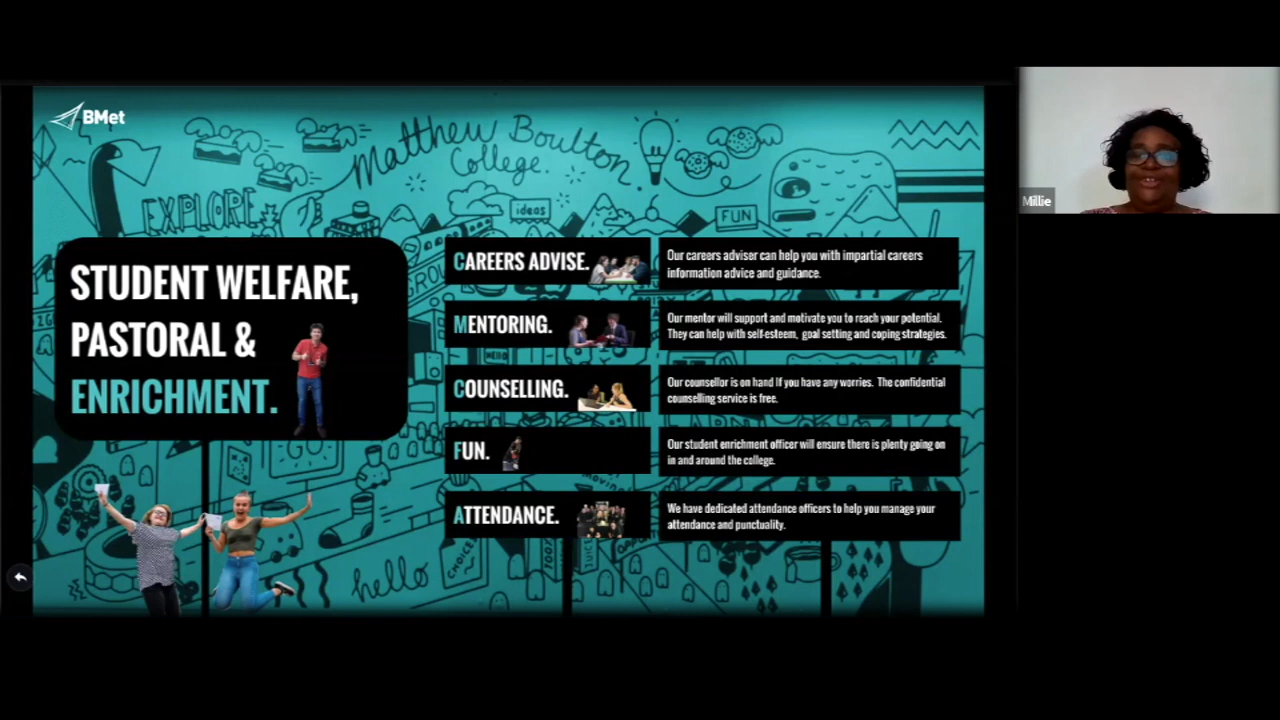 BMet
Matthew Boulton
College.
EXPLORE
ideas
FUN
STUDENT WELFARE,
PASTORAL &
ENRICHMENT.
CAREERS ADVISE.
Our careers adviser can help you with impartial careers
information advice and guidance.
MENTORING.
Our mentor will support and motivate you to reach your potential.
They can help with self-esteem, goal setting and coping strategies.
HERO
COUNSELLING.
Our counsellor is on hand If you have any worries. The confidential
counselling service is free.
FUN.
Our student enrichment officer will ensure there is plenty going on
in and around the college.
GO
ATTENDANCE.
We have dedicated attendance officers to help you manage your
attendance and punctuality.
hello
CHOICE
JUICE
Millie